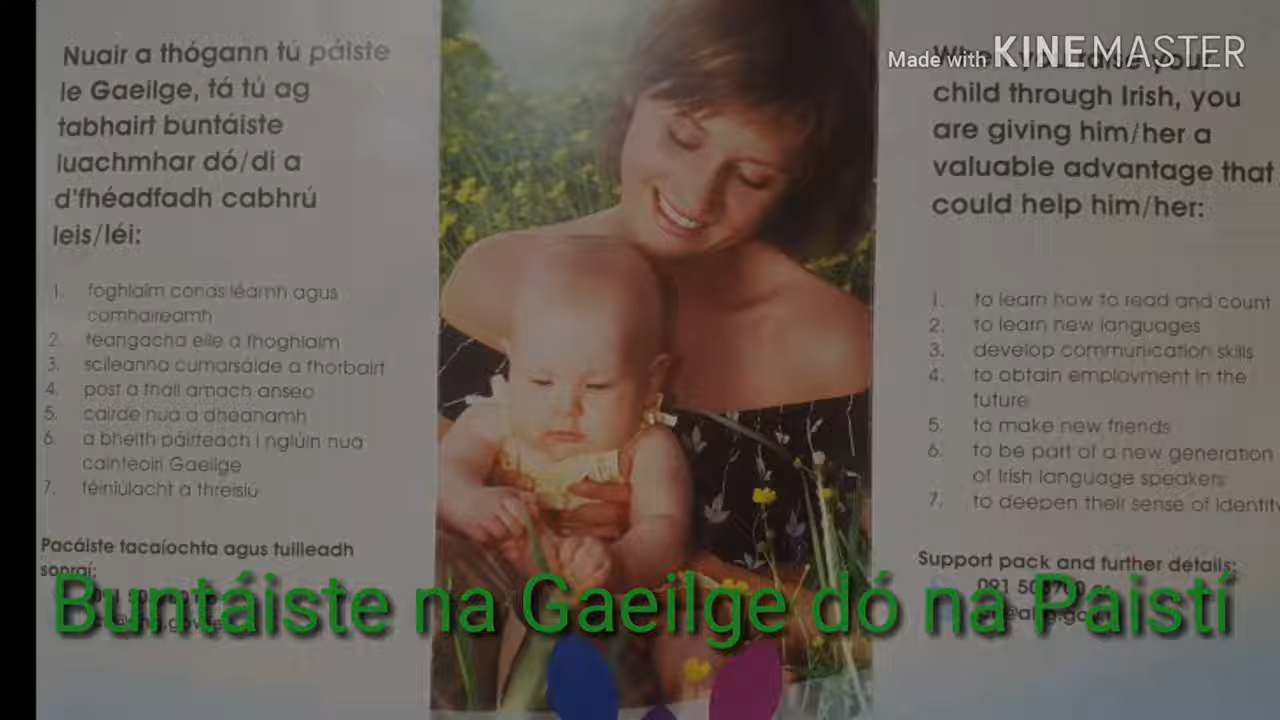 Nuair a thógann tú páiste
le Gaeilge, tá tú ag
tabhairt buntáiste
luachmhar dó/di a
d'fhéadfadh cabhrú
leis/léi:
1. foghlaim conas léamh agus
comhaireamh
2. teangacha eile a fhoghlaim
3. scileanna cumarsáide a fhorbairt
4. post a fháil amach anseo
5. cairde nua a dhéanamh
6. a bheith páirteach i nglúin nua
cainteoirí Gaeilge
7. féiniúlacht a threisiú
Pacáiste tacaíochta agus tuilleadh
sonraí:
Made with KINEMASTER
When you raise your
child through Irish, you
are giving him/her a
valuable advantage that
could help him/her:
1. to learn how to read and count
2. to learn new languages
3. develop communication skills
4. to obtain employment in the
future
5. to make new friends
6. to be part of a new generation
of Irish language speakers
7. to deepen their sense of identity
Support pack and further details:
091
Buntáiste na Gaeilge dó na Paistí